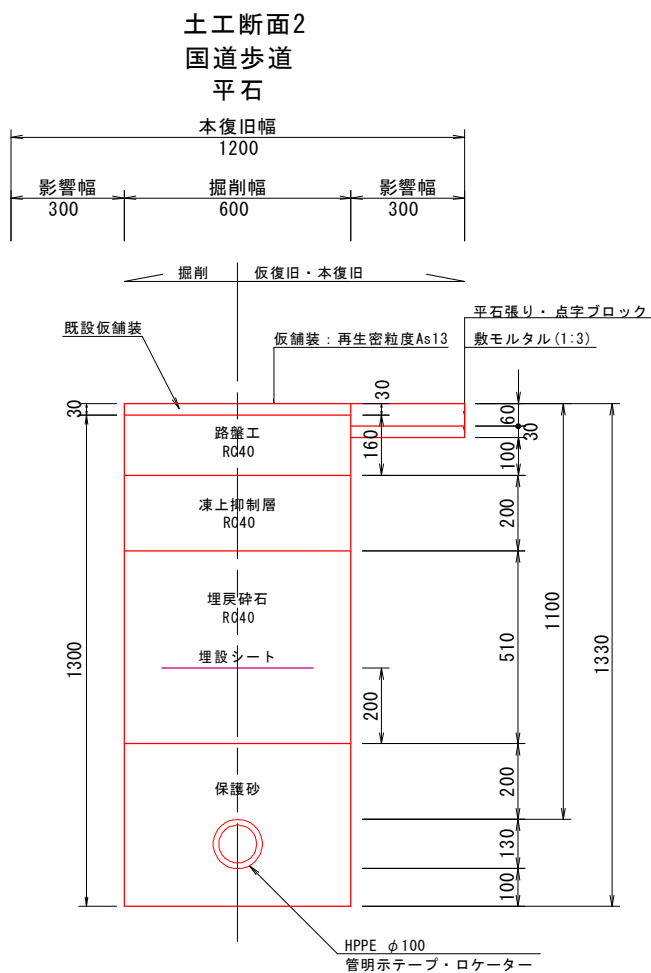 土工断面2
国道歩道
平石
本復旧幅
1200
影響幅
掘削幅
影響幅
300
600
300
掘削
仮復旧・本復旧
平石張り・点字ブロック
既設仮舗装
仮舗装：再生密粒度As13
敷モルタル(1:3)
30
30
60
30
路盤工
RC40
160
100
凍上抑制層
RC40
200
埋戻砕石
RC40
埋設シート
1300
510
1100
1330
200
保護砂
200
130
100
HPPE φ100
管明示テープ・ロケーター